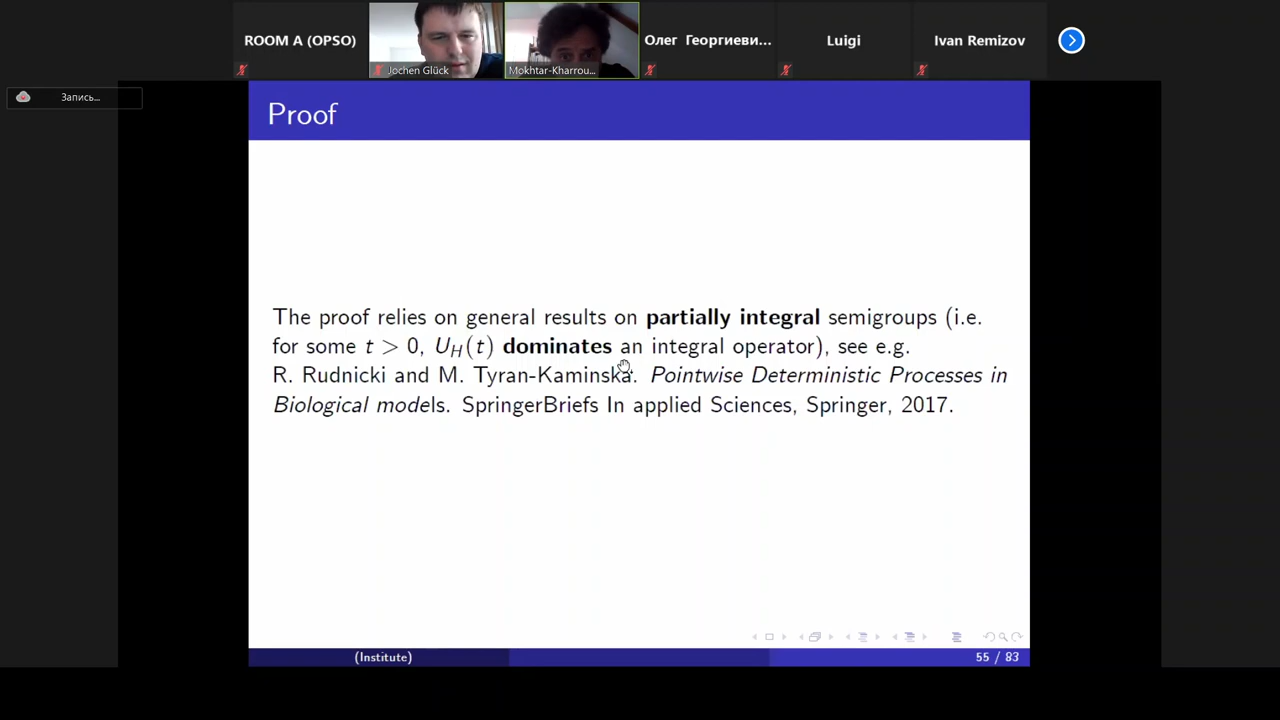 ROOM A (OPSO)
Jochen Glück
Mokhtar-Kharrou...
Олег Георгиеви...
Luigi
Ivan Remizov
Запись...
Proof
The proof relies on general results on partially integral semigroups (i.e.
for some t > 0, U_H(t) dominates an integral operator), see e.g.
R. Rudnicki and M. Tyran-Kaminska. Pointwise Deterministic Processes in
Biological models. SpringerBriefs In applied Sciences, Springer, 2017.
(Institute)
55 / 83